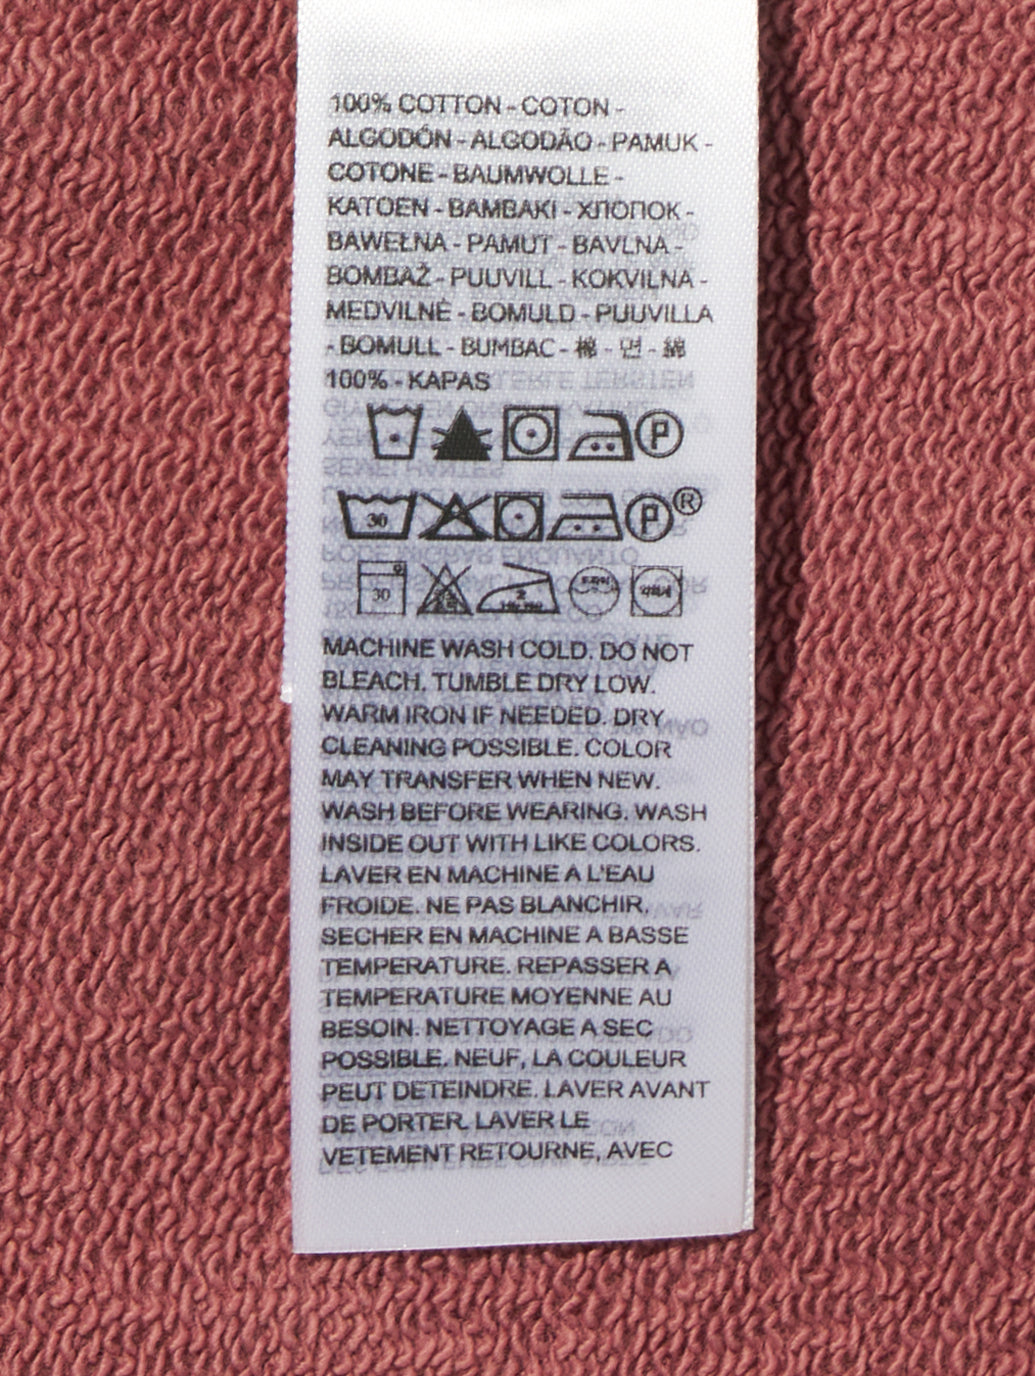 100% COTTON - COTON -
ALGODÓN - ALGODÃO - PAMUK -
COTONE - BAUMWOLLE -
KATOEN - BAMBAKI - ХЛОПОК -
BAWEŁNA - PAMUT - BAVLNA -
BOMBAŽ - PUUVILL - KOKVILNA -
MEDVILNĖ - BOMULD - PUUVILLA
- BOMULL - BUMBAC - 棉 - 면 - 綿
100% - KAPAS
P
30 P ®
30 2
MACHINE WASH COLD. DO NOT
BLEACH. TUMBLE DRY LOW.
WARM IRON IF NEEDED. DRY
CLEANING POSSIBLE. COLOR
MAY TRANSFER WHEN NEW.
WASH BEFORE WEARING. WASH
INSIDE OUT WITH LIKE COLORS.
LAVER EN MACHINE A L'EAU
FROIDE. NE PAS BLANCHIR.
SECHER EN MACHINE A BASSE
TEMPERATURE. REPASSER A
TEMPERATURE MOYENNE AU
BESOIN. NETTOYAGE A SEC
POSSIBLE. NEUF, LA COULEUR
PEUT DETEINDRE. LAVER AVANT
DE PORTER. LAVER LE
VETEMENT RETOURNE, AVEC